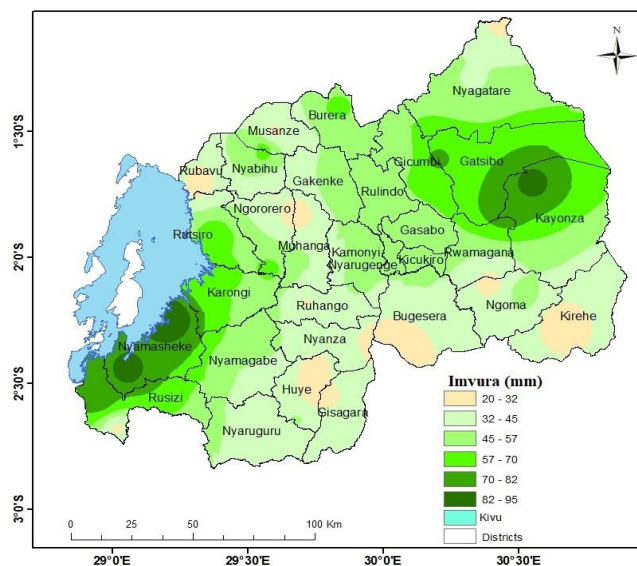 N
Nyagatare
Burera
Musanze
Gicumbi
Gatsibo
Rubavu
Nyabihu
Gakenke
Rulindo
Ngororero
Kayonza
Rutsiro
Gasabo
Muhanga
Kamonyi
Nyarugenge
Kicukiro
Rwamagana
Karongi
Ruhango
Bugesera
Ngoma
Kirehe
Nyamasheke
Nyanza
Nyamagabe
Huye
Rusizi
Gisagara
Nyaruguru
1°30'S
2°0'S
2°30'S
3°0'S
Imvura (mm)
20 - 32
32 - 45
45 - 57
57 - 70
70 - 82
82 - 95
Kivu
Districts
0 25 50 100 Km
29°0'E 29°30'E 30°0'E 30°30'E